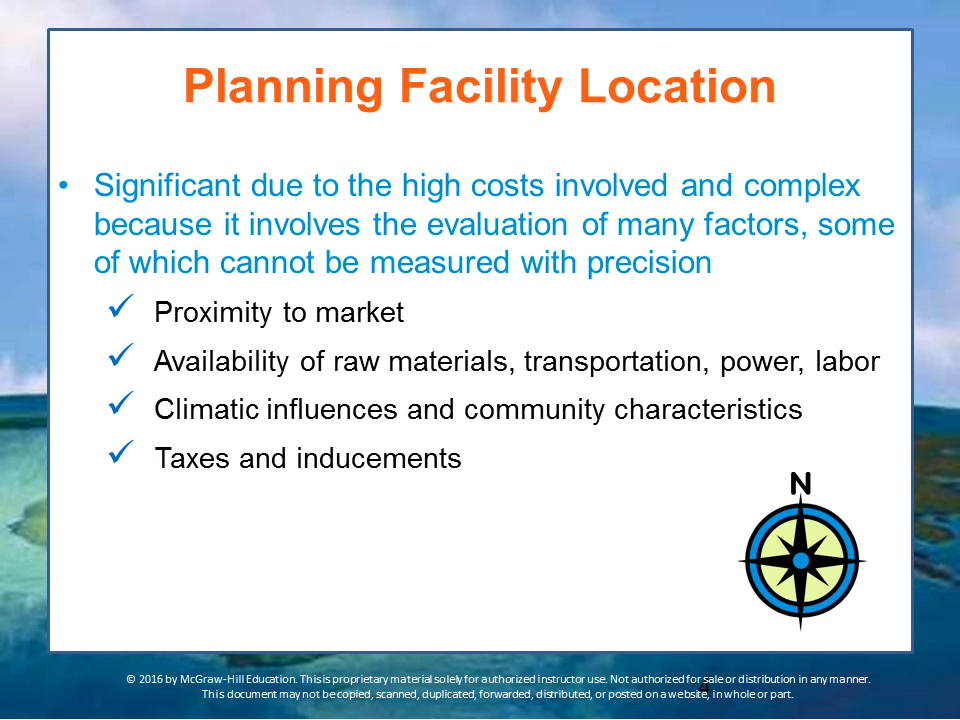 Planning Facility Location
• Significant due to the high costs involved and complex
because it involves the evaluation of many factors, some
of which cannot be measured with precision
✓ Proximity to market
✓ Availability of raw materials, transportation, power, labor
✓ Climatic influences and community characteristics
✓ Taxes and inducements
N
© 2016 by McGraw-Hill Education. This is proprietary material solely for authorized instructor use. Not authorized for sale or distribution in any manner.
This document may not be copied, scanned, duplicated, forwarded, distributed, or posted on a website, in whole or part.
4